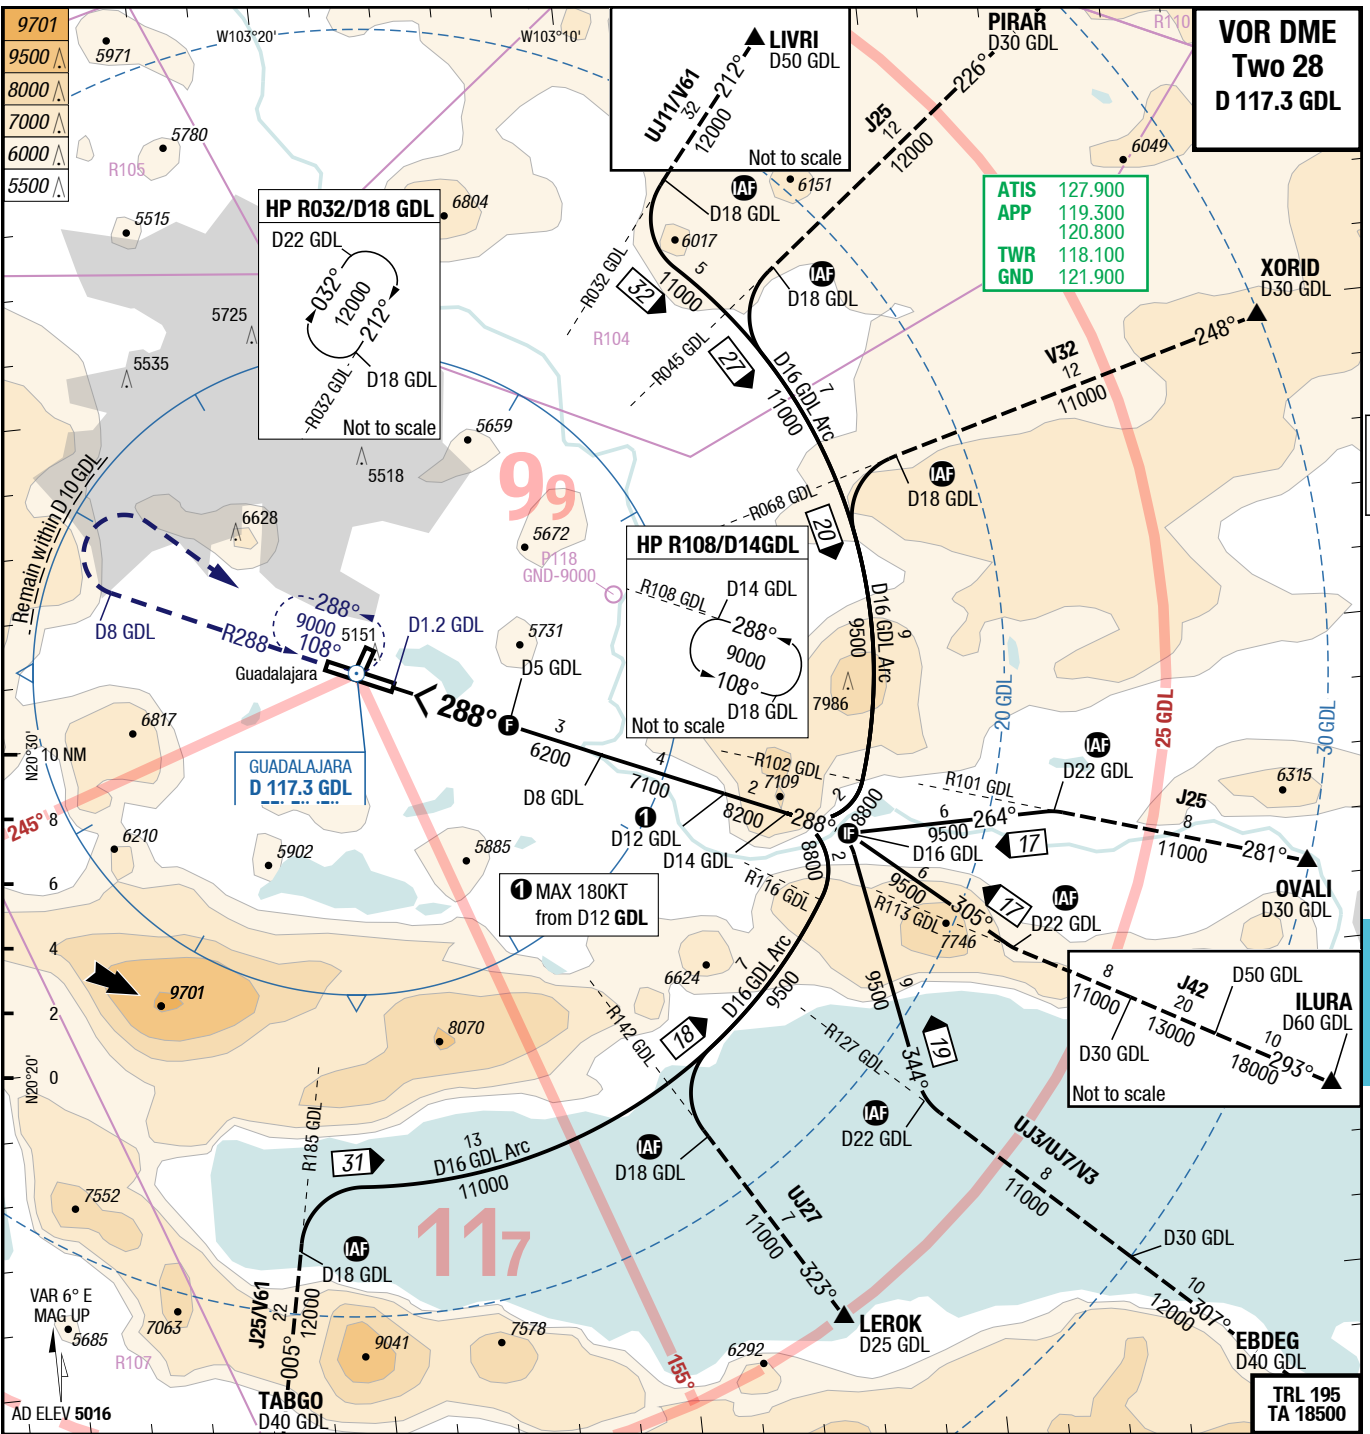 9701
9500
8000
7000
6000
5500
5971
W103°20'
W103°10'
LIVRI
D50 GDL
UJ11/V61
32
212°
12000
Not to scale
PIRAR
D30 GDL
226°
J25
12
12000
R110
VOR DME
Two 28
D 117.3 GDL
5780
R105
5515
6804
6151
6049
HP R032/D18 GDL
D22 GDL
032°
12000
212°
D18 GDL
R032 GDL
Not to scale
IAF
D18 GDL
6017
5
11000
R032 GDL
32
R104
IAF
D18 GDL
R045 GDL
27
ATIS 127.900
APP 119.300
120.800
TWR 118.100
GND 121.900
XORID
D30 GDL
248°
V32
12
11000
5725
5535
5659
5518
D16 GDL Arc
7
11000
IAF
D18 GDL
R068 GDL
20
99
Remain within D 10 GDL
6628
5672
P118
GND-9000
HP R108/D14GDL
R108 GDL
D14 GDL
288°
9000
108°
D18 GDL
Not to scale
D16 GDL Arc
9
9500
D8 GDL
R288
288°
9000
108°
5151
D1.2 GDL
Guadalajara
5731
D5 GDL
7986
288°
F
3
6200
20 GDL
25 GDL
30 GDL
6817
N20°30'
10 NM
8
6
4
2
0
N20°20'
GUADALAJARA
D 117.3 GDL
D8 GDL
4
7100
1
D12 GDL
2
8200
D14 GDL
R102 GDL
7109
288°
2
8800
IF
D16 GDL
R101 GDL
IAF
D22 GDL
6
264°
9500
17
J25
8
11000
281°
OVALI
D30 GDL
6315
245°
6210
5902
5885
1 MAX 180KT
from D12 GDL
8800
2
R116 GDL
6
9500
305°
17
R113 GDL
7746
IAF
D22 GDL
8
11000
D30 GDL
J42
20
13000
D50 GDL
10
18000
293°
ILURA
D60 GDL
Not to scale
9701
8070
6624
7
D16 GDL Arc
9500
R142 GDL
18
9
9500
R127 GDL
19
344°
IAF
D22 GDL
UJ3/UJ7/V3
8
11000
D30 GDL
10
307°
12000
EBDEG
D40 GDL
R185 GDL
31
13
D16 GDL Arc
11000
IAF
D18 GDL
UJ27
7
11000
323°
LEROK
D25 GDL
7552
IAF
D18 GDL
117
VAR 6° E
MAG UP
5685
7063
R107
J25/V61
22
12000
005°
TABGO
D40 GDL
9041
7578
155°
6292
AD ELEV 5016
TRL 195
TA 18500